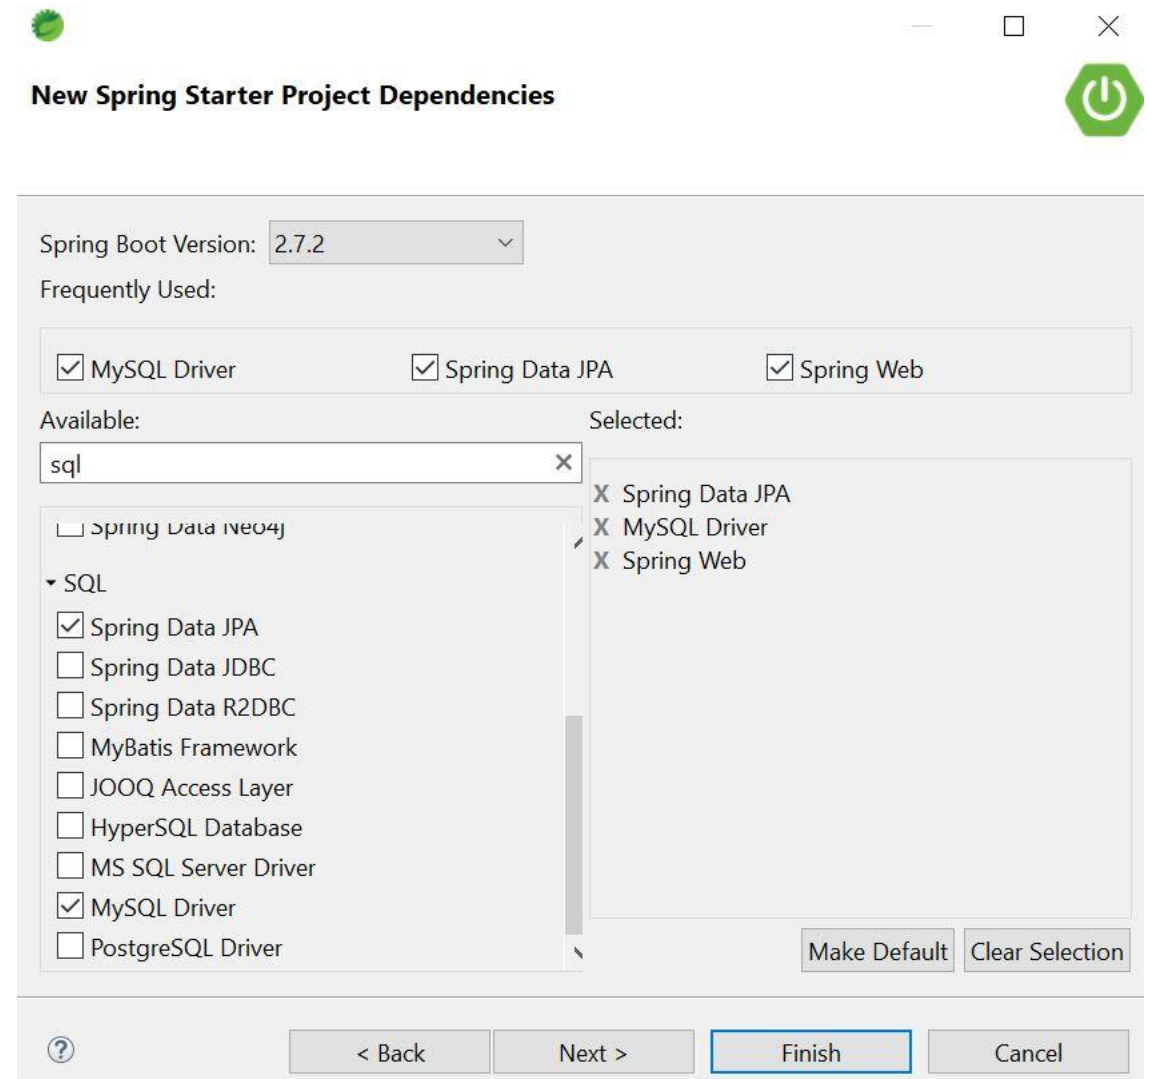 New Spring Starter Project Dependencies
Spring Boot Version: 2.7.2
Frequently Used:
MySQL Driver Spring Data JPA Spring Web
Available: Selected:
sql
Spring Data JPA
MySQL Driver
Spring Web
Spring Data Neo4j
SQL
Spring Data JPA
Spring Data JDBC
Spring Data R2DBC
MyBatis Framework
JOOQ Access Layer
HyperSQL Database
MS SQL Server Driver
MySQL Driver
PostgreSQL Driver
Make Default Clear Selection
< Back Next > Finish Cancel